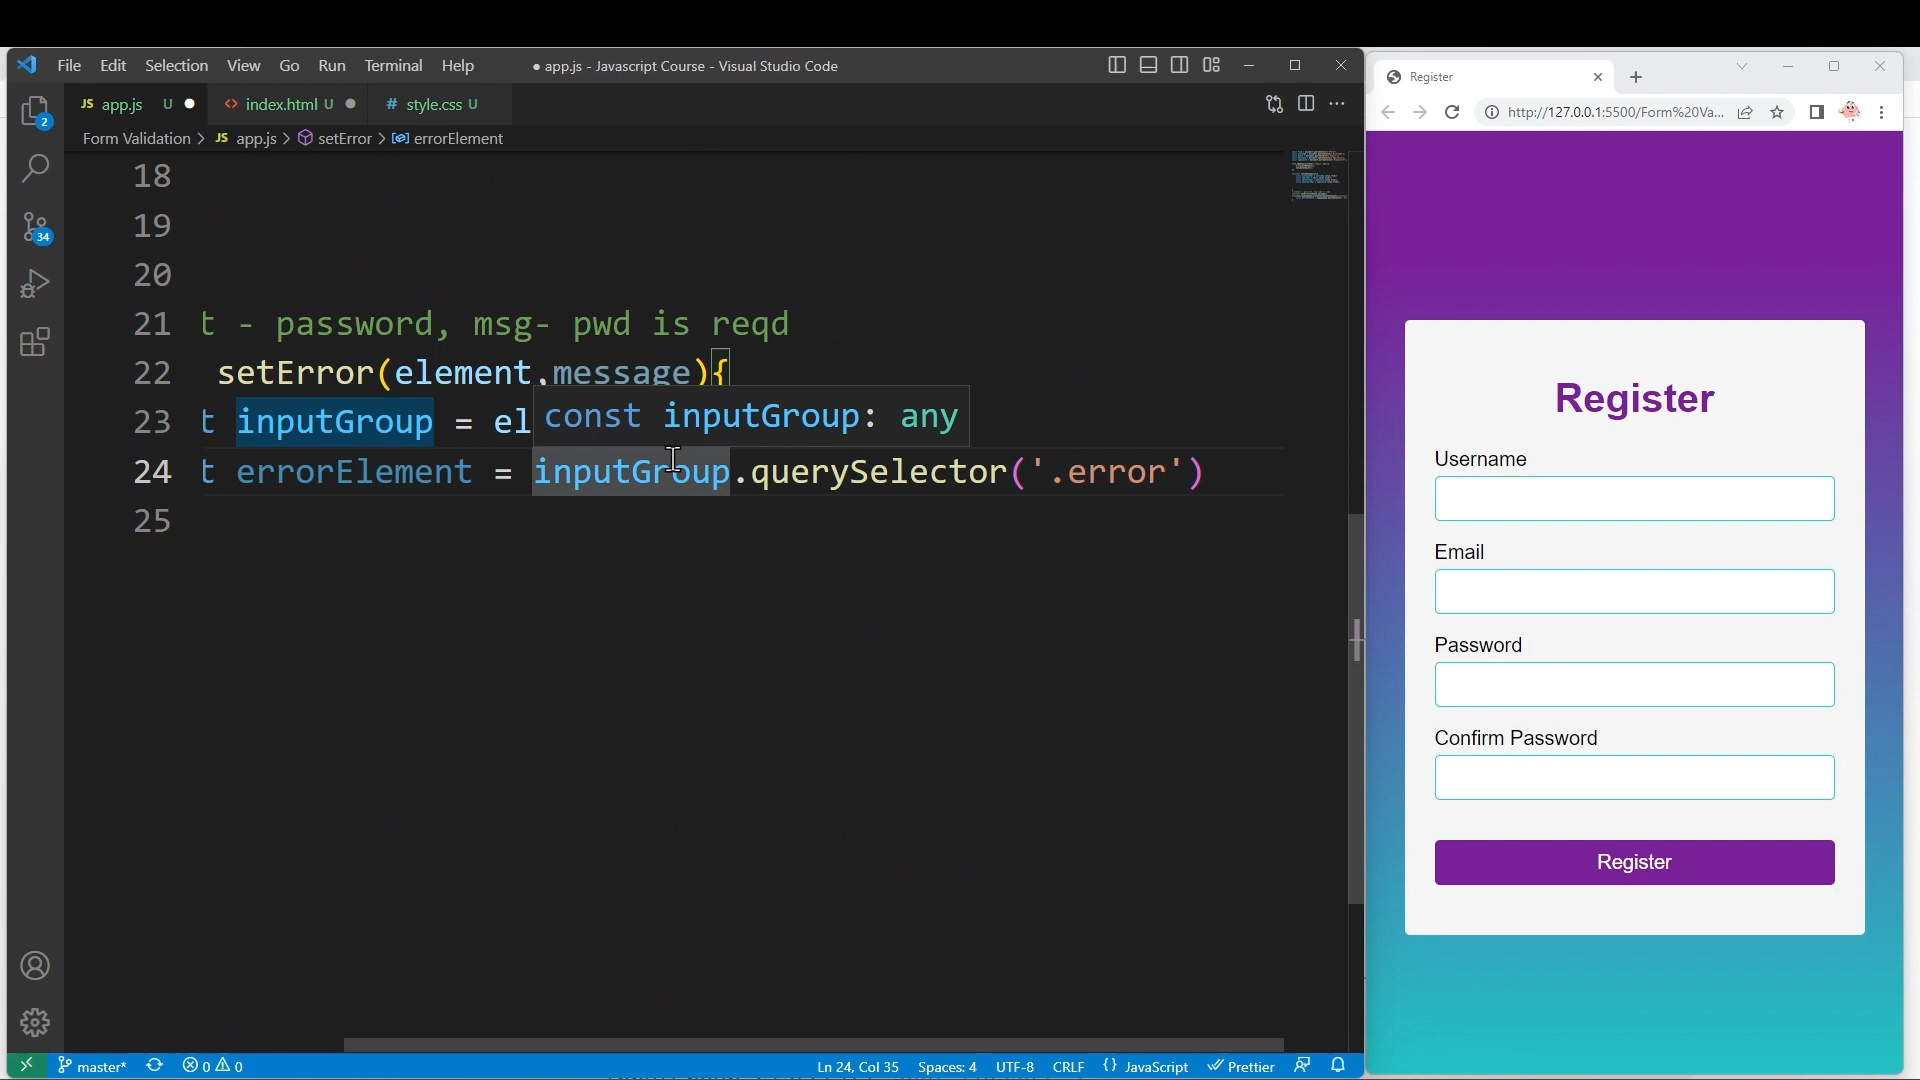 File Edit Selection View Go Run Terminal Help
● app.js - Javascript Course - Visual Studio Code
JS app.js U ● <> index.html U ● # style.css U
Form Validation > JS app.js > setError > errorElement
18
19
20
21 t - password, msg- pwd is reqd
22 setError(element,message){
23 t inputGroup = el
const inputGroup: any
24 t errorElement = inputGroup.querySelector('.error')
25
2
34
master* 0 0 Ln 24, Col 35 Spaces: 4 UTF-8 CRLF {} JavaScript Prettier
Register
http://127.0.0.1:5500/Form%20Va...
Register
Username
Email
Password
Confirm Password
Register